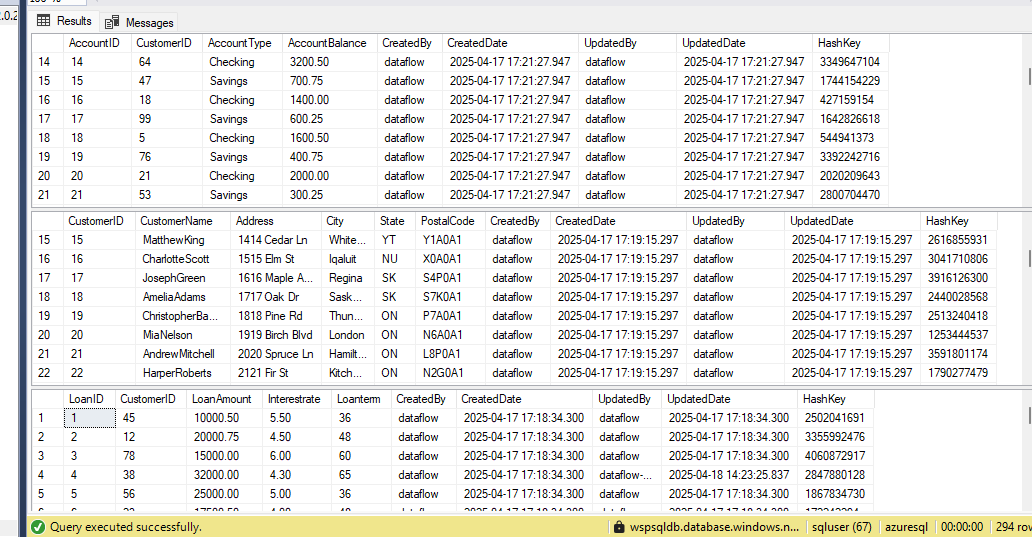 2.0.2
Results Messages
AccountID CustomerID AccountType AccountBalance CreatedBy CreatedDate UpdatedBy UpdatedDate HashKey
14 14 64 Checking 3200.50 dataflow 2025-04-17 17:21:27.947 dataflow 2025-04-17 17:21:27.947 3349647104
15 15 47 Savings 700.75 dataflow 2025-04-17 17:21:27.947 dataflow 2025-04-17 17:21:27.947 1744154229
16 16 18 Checking 1400.00 dataflow 2025-04-17 17:21:27.947 dataflow 2025-04-17 17:21:27.947 427159154
17 17 99 Savings 600.25 dataflow 2025-04-17 17:21:27.947 dataflow 2025-04-17 17:21:27.947 1642826618
18 18 5 Checking 1600.50 dataflow 2025-04-17 17:21:27.947 dataflow 2025-04-17 17:21:27.947 544941373
19 19 76 Savings 400.75 dataflow 2025-04-17 17:21:27.947 dataflow 2025-04-17 17:21:27.947 3392242716
20 20 21 Checking 2000.00 dataflow 2025-04-17 17:21:27.947 dataflow 2025-04-17 17:21:27.947 2020209643
21 21 53 Savings 300.25 dataflow 2025-04-17 17:21:27.947 dataflow 2025-04-17 17:21:27.947 2800704470
CustomerID CustomerName Address City State PostalCode CreatedBy CreatedDate UpdatedBy UpdatedDate HashKey
15 15 MatthewKing 1414 Cedar Ln White... YT Y1A0A1 dataflow 2025-04-17 17:19:15.297 dataflow 2025-04-17 17:19:15.297 2616855931
16 16 CharlotteScott 1515 Elm St Iqaluit NU X0A0A1 dataflow 2025-04-17 17:19:15.297 dataflow 2025-04-17 17:19:15.297 3041710806
17 17 JosephGreen 1616 Maple A... Regina SK S4P0A1 dataflow 2025-04-17 17:19:15.297 dataflow 2025-04-17 17:19:15.297 3916126300
18 18 AmeliaAdams 1717 Oak Dr Sask... SK S7K0A1 dataflow 2025-04-17 17:19:15.297 dataflow 2025-04-17 17:19:15.297 2440028568
19 19 ChristopherBa... 1818 Pine Rd Thun... ON P7A0A1 dataflow 2025-04-17 17:19:15.297 dataflow 2025-04-17 17:19:15.297 2513240418
20 20 MiaNelson 1919 Birch Blvd London ON N6A0A1 dataflow 2025-04-17 17:19:15.297 dataflow 2025-04-17 17:19:15.297 1253444537
21 21 AndrewMitchell 2020 Spruce Ln Hamilt... ON L8P0A1 dataflow 2025-04-17 17:19:15.297 dataflow 2025-04-17 17:19:15.297 3591801174
22 22 HarperRoberts 2121 Fir St Kitch... ON N2G0A1 dataflow 2025-04-17 17:19:15.297 dataflow 2025-04-17 17:19:15.297 1790277479
LoanID CustomerID LoanAmount Interestrate Loanterm CreatedBy CreatedDate UpdatedBy UpdatedDate HashKey
1 1 45 10000.50 5.50 36 dataflow 2025-04-17 17:18:34.300 dataflow 2025-04-17 17:18:34.300 2502041691
2 2 12 20000.75 4.50 48 dataflow 2025-04-17 17:18:34.300 dataflow 2025-04-17 17:18:34.300 3355992476
3 3 78 15000.00 6.00 60 dataflow 2025-04-17 17:18:34.300 dataflow 2025-04-17 17:18:34.300 4060872917
4 4 38 32000.00 4.30 65 dataflow 2025-04-17 17:18:34.300 dataflow-... 2025-04-18 14:23:25.837 2847880128
5 5 56 25000.00 5.00 36 dataflow 2025-04-17 17:18:34.300 dataflow 2025-04-17 17:18:34.300 1867834730
Query executed successfully. wspsqldb.database.windows.n... sqluser (67) azuresql 00:00:00 294 row